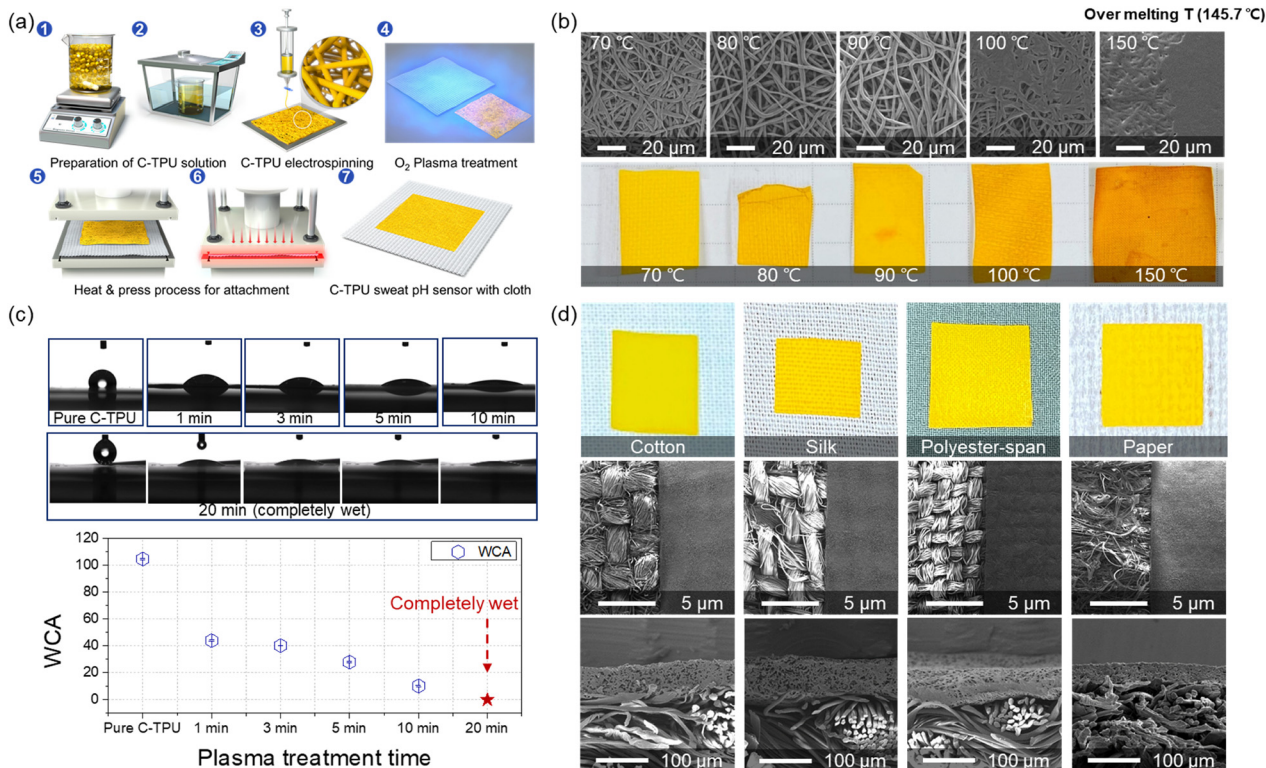 (a)
1
2
3
4
Preparation of C-TPU solution
C-TPU electrospinning
O₂ Plasma treatment
5
6
7
Heat & press process for attachment
C-TPU sweat pH sensor with cloth
(b)
Over melting T (145.7 ℃)
70 ℃
80 ℃
90 ℃
100 ℃
150 ℃
20 μm
20 μm
20 μm
20 μm
20 μm
70 ℃
80 ℃
90 ℃
100 ℃
150 ℃
(c)
Pure C-TPU
1 min
3 min
5 min
10 min
20 min (completely wet)
120
100
80
60
40
20
0
WCA
WCA
Completely wet
Pure C-TPU
1 min
3 min
5 min
10 min
20 min
Plasma treatment time
(d)
Cotton
Silk
Polyester-span
Paper
5 μm
5 μm
5 μm
5 μm
100 μm
100 μm
100 μm
100 μm